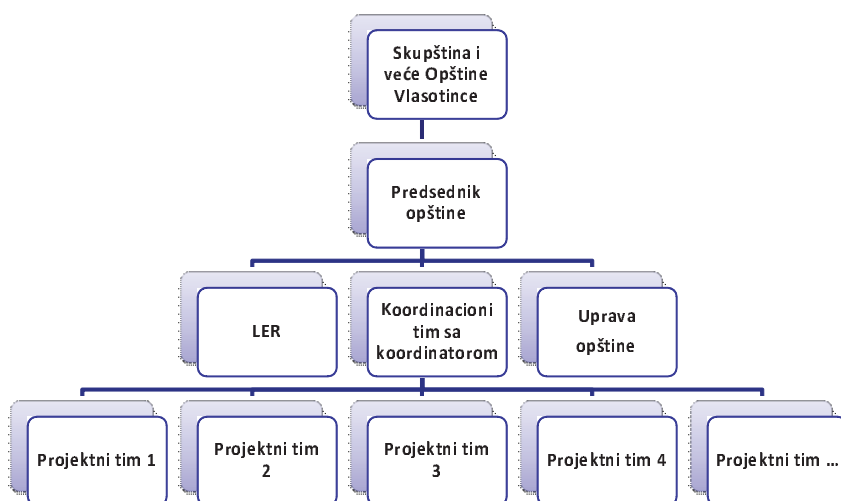 Skupština i
veće Opštine
Vlasotince
Predsednik
opštine
LER
Koordinacioni
tim sa
koordinatorom
Uprava
opštine
Projektni tim 1
Projektni tim
2
Projektni tim
3
Projektni tim 4
Projektni tim ...